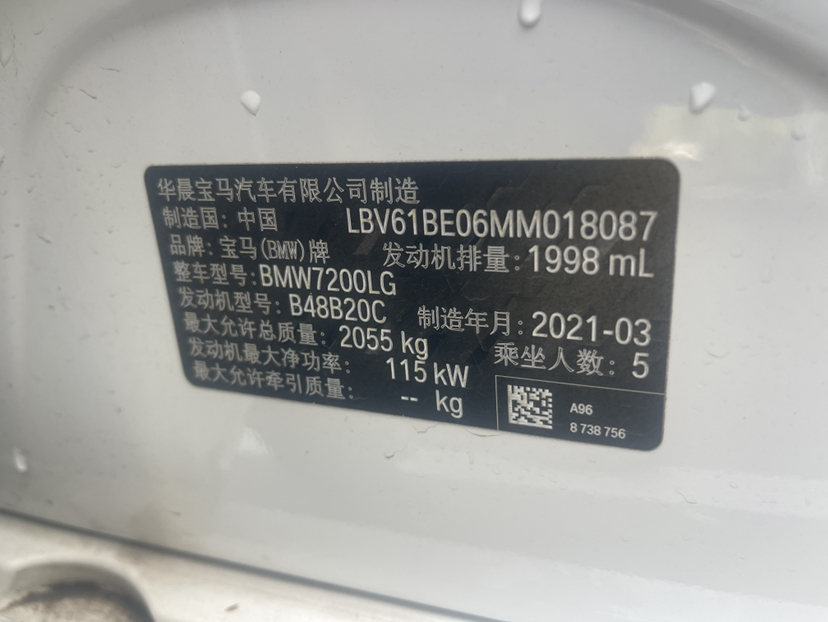 华晨宝马汽车有限公司制造
制造国: 中国 LBV61BE06MM018087
品牌: 宝马(BMW)牌 发动机排量: 1998 mL
整车型号: BMW7200LG
发动机型号: B48B20C 制造年月: 2021-03
最大允许总质量: 2055 kg 乘坐人数: 5
发动机最大净功率: 115 kW
最大允许牵引质量: -- kg
A96
8 738 756